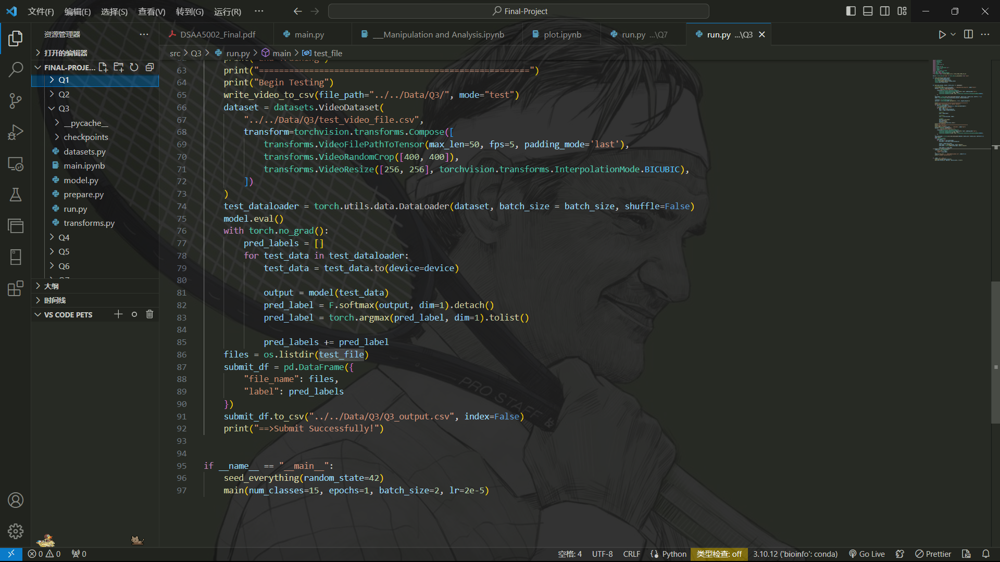 文件(F) 编辑(E) 选择(S) 查看(V) 转到(G) 运行(R) ··· Final-Project
资源管理器 ···
DSAA5002_Final.pdf main.py ___Manipulation and Analysis.ipynb plot.ipynb run.py ...\Q7 run.py ...\Q3
src > Q3 > run.py > main > test_file
打开的编辑器
FINAL-PROJE...
Q1
Q2
Q3
__pycache__
checkpoints
datasets.py
main.ipynb
model.py
prepare.py
run.py
transforms.py
Q4
Q5
Q6
大纲
时间线
VS CODE PETS
63 print("======================================================")
64 print("Begin Testing")
65 write_video_to_csv(file_path="../../Data/Q3/", mode="test")
66 dataset = datasets.VideoDataset(
67 "../../Data/Q3/test_video_file.csv",
68 transform=torchvision.transforms.Compose([
69 transforms.VideoFilePathToTensor(max_len=50, fps=5, padding_mode='last'),
70 transforms.VideoRandomCrop([400, 400]),
71 transforms.VideoResize([256, 256], torchvision.transforms.InterpolationMode.BICUBIC),
72 ])
73 )
74 test_dataloader = torch.utils.data.DataLoader(dataset, batch_size = batch_size, shuffle=False)
75 model.eval()
76 with torch.no_grad():
77 pred_labels = []
78 for test_data in test_dataloader:
79 test_data = test_data.to(device=device)
80
81 output = model(test_data)
82 pred_label = F.softmax(output, dim=1).detach()
83 pred_label = torch.argmax(pred_label, dim=1).tolist()
84
85 pred_labels += pred_label
86 files = os.listdir(test_file)
87 submit_df = pd.DataFrame({
88 "file_name": files,
89 "label": pred_labels
90 })
91 submit_df.to_csv("../../Data/Q3/Q3_output.csv", index=False)
92 print("==>Submit Successfully!")
93
94
95 if __name__ == "__main__":
96 seed_everything(random_state=42)
97 main(num_classes=15, epochs=1, batch_size=2, lr=2e-5)
PRO STAFF
0 0 0 空格: 4 UTF-8 CRLF Python 类型检查: off 3.10.12 ('bioinfo': conda) Go Live Prettier